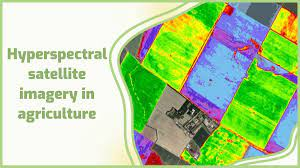 Hyperspectral
satellite
imagery in
agriculture